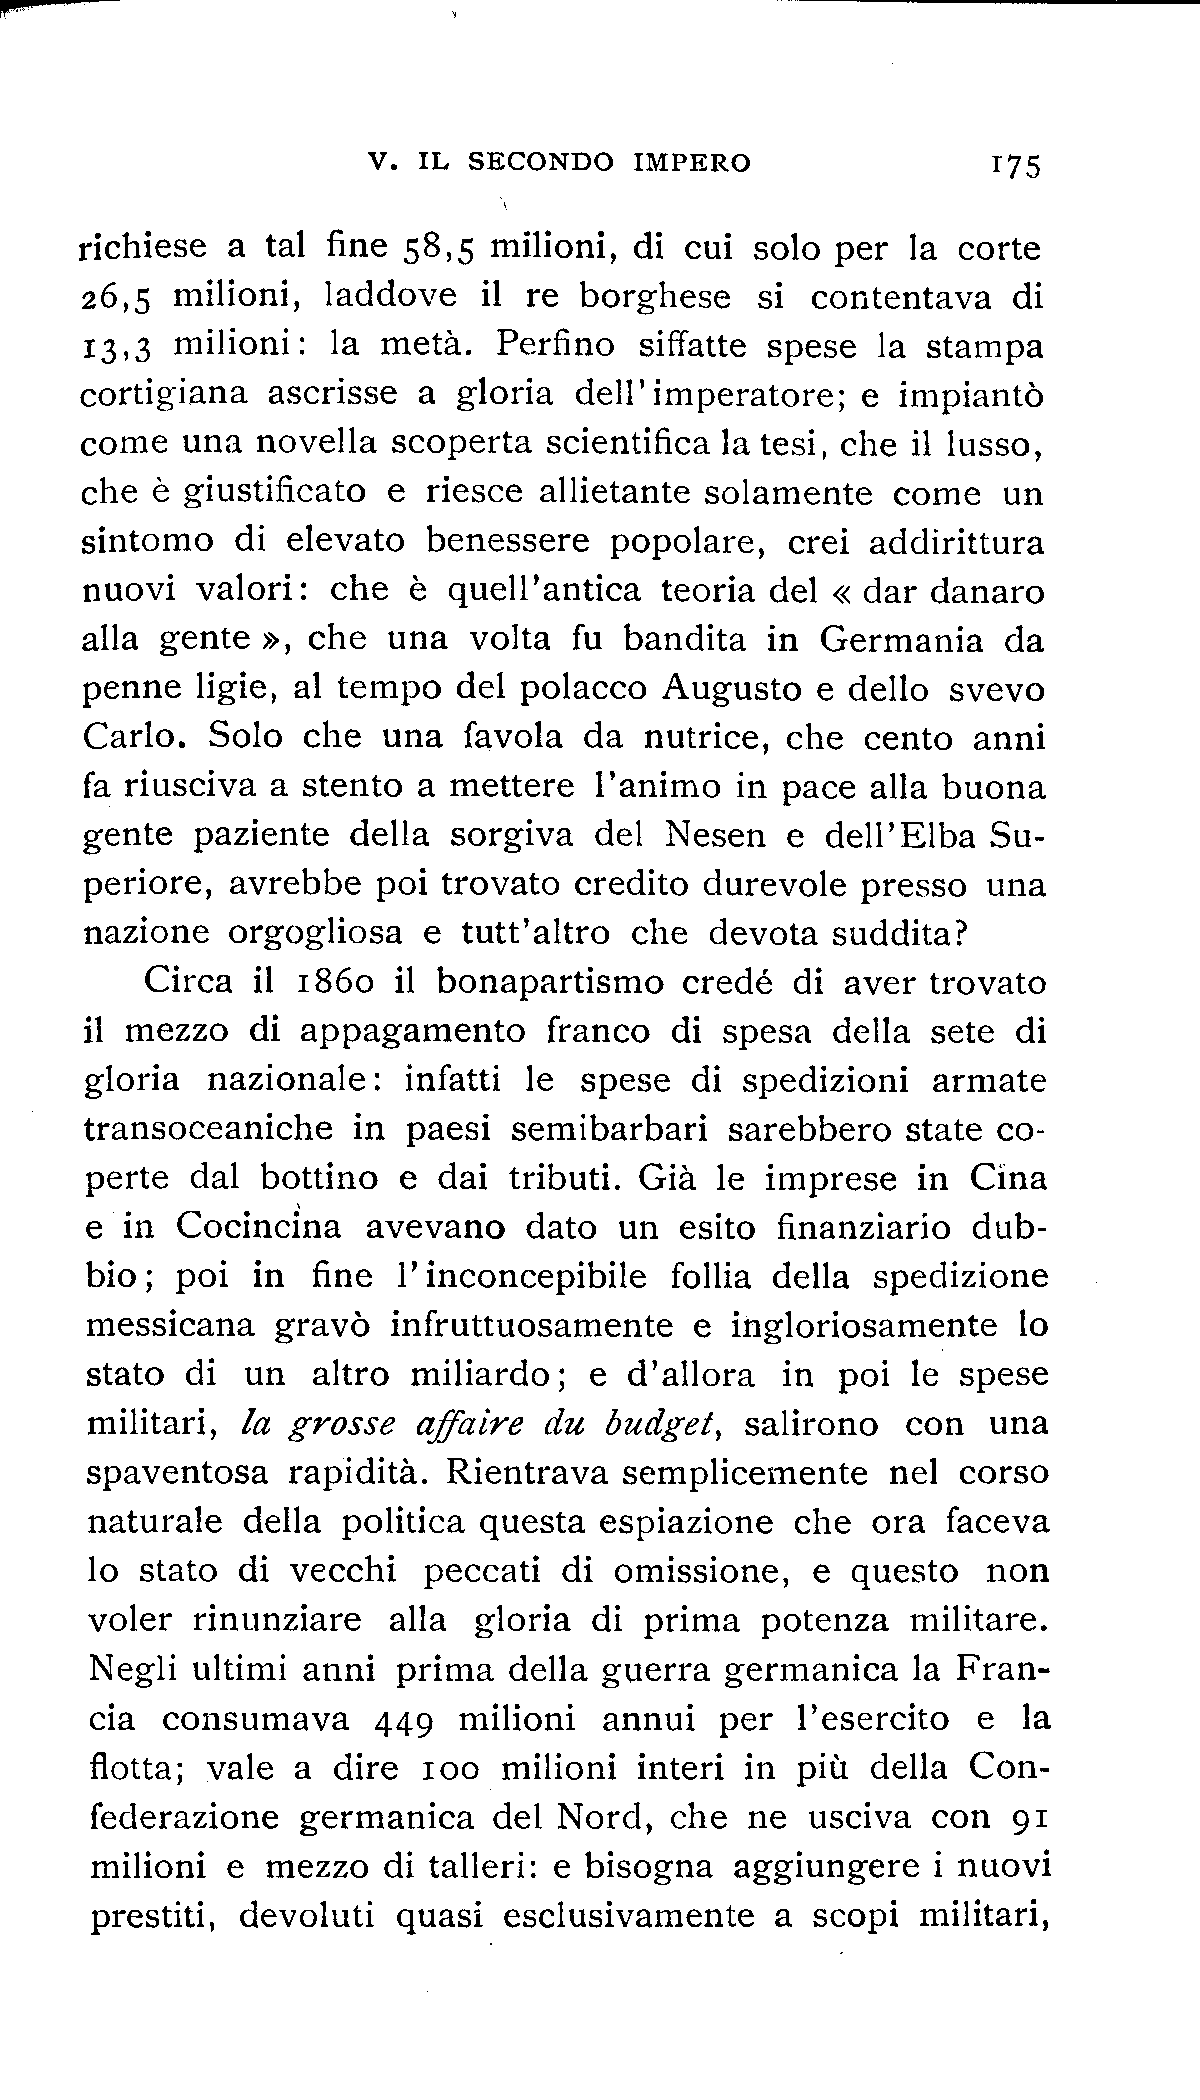 V. IL SECONDO IMPERO 175
richiese a tal fine 58,5 milioni, di cui solo per la corte
26,5 milioni, laddove il re borghese si contentava di
13,3 milioni: la metà. Perfino siffatte spese la stampa
cortigiana ascrisse a gloria dell'imperatore; e impiantò
come una novella scoperta scientifica la tesi, che il lusso,
che è giustificato e riesce allietante solamente come un
sintomo di elevato benessere popolare, crei addirittura
nuovi valori: che è quell'antica teoria del « dar danaro
alla gente », che una volta fu bandita in Germania da
penne ligie, al tempo del polacco Augusto e dello svevo
Carlo. Solo che una favola da nutrice, che cento anni
fa riusciva a stento a mettere l'animo in pace alla buona
gente paziente della sorgiva del Nesen e dell'Elba Su-
periore, avrebbe poi trovato credito durevole presso una
nazione orgogliosa e tutt'altro che devota suddita?
Circa il 1860 il bonapartismo credé di aver trovato
il mezzo di appagamento franco di spesa della sete di
gloria nazionale: infatti le spese di spedizioni armate
transoceaniche in paesi semibarbari sarebbero state co-
perte dal bottino e dai tributi. Già le imprese in Cina
e in Cocincina avevano dato un esito finanziario dub-
bio; poi in fine l'inconcepibile follia della spedizione
messicana gravò infruttuosamente e ingloriosamente lo
stato di un altro miliardo; e d'allora in poi le spese
militari, la grosse affaire du budget, salirono con una
spaventosa rapidità. Rientrava semplicemente nel corso
naturale della politica questa espiazione che ora faceva
lo stato di vecchi peccati di omissione, e questo non
voler rinunziare alla gloria di prima potenza militare.
Negli ultimi anni prima della guerra germanica la Fran-
cia consumava 449 milioni annui per l'esercito e la
flotta; vale a dire 100 milioni interi in più della Con-
federazione germanica del Nord, che ne usciva con 91
milioni e mezzo di talleri: e bisogna aggiungere i nuovi
prestiti, devoluti quasi esclusivamente a scopi militari,